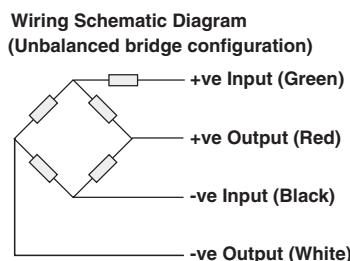 Wiring Schematic Diagram
(Unbalanced bridge configuration)
+ve Input (Green)
+ve Output (Red)
-ve Input (Black)
-ve Output (White)